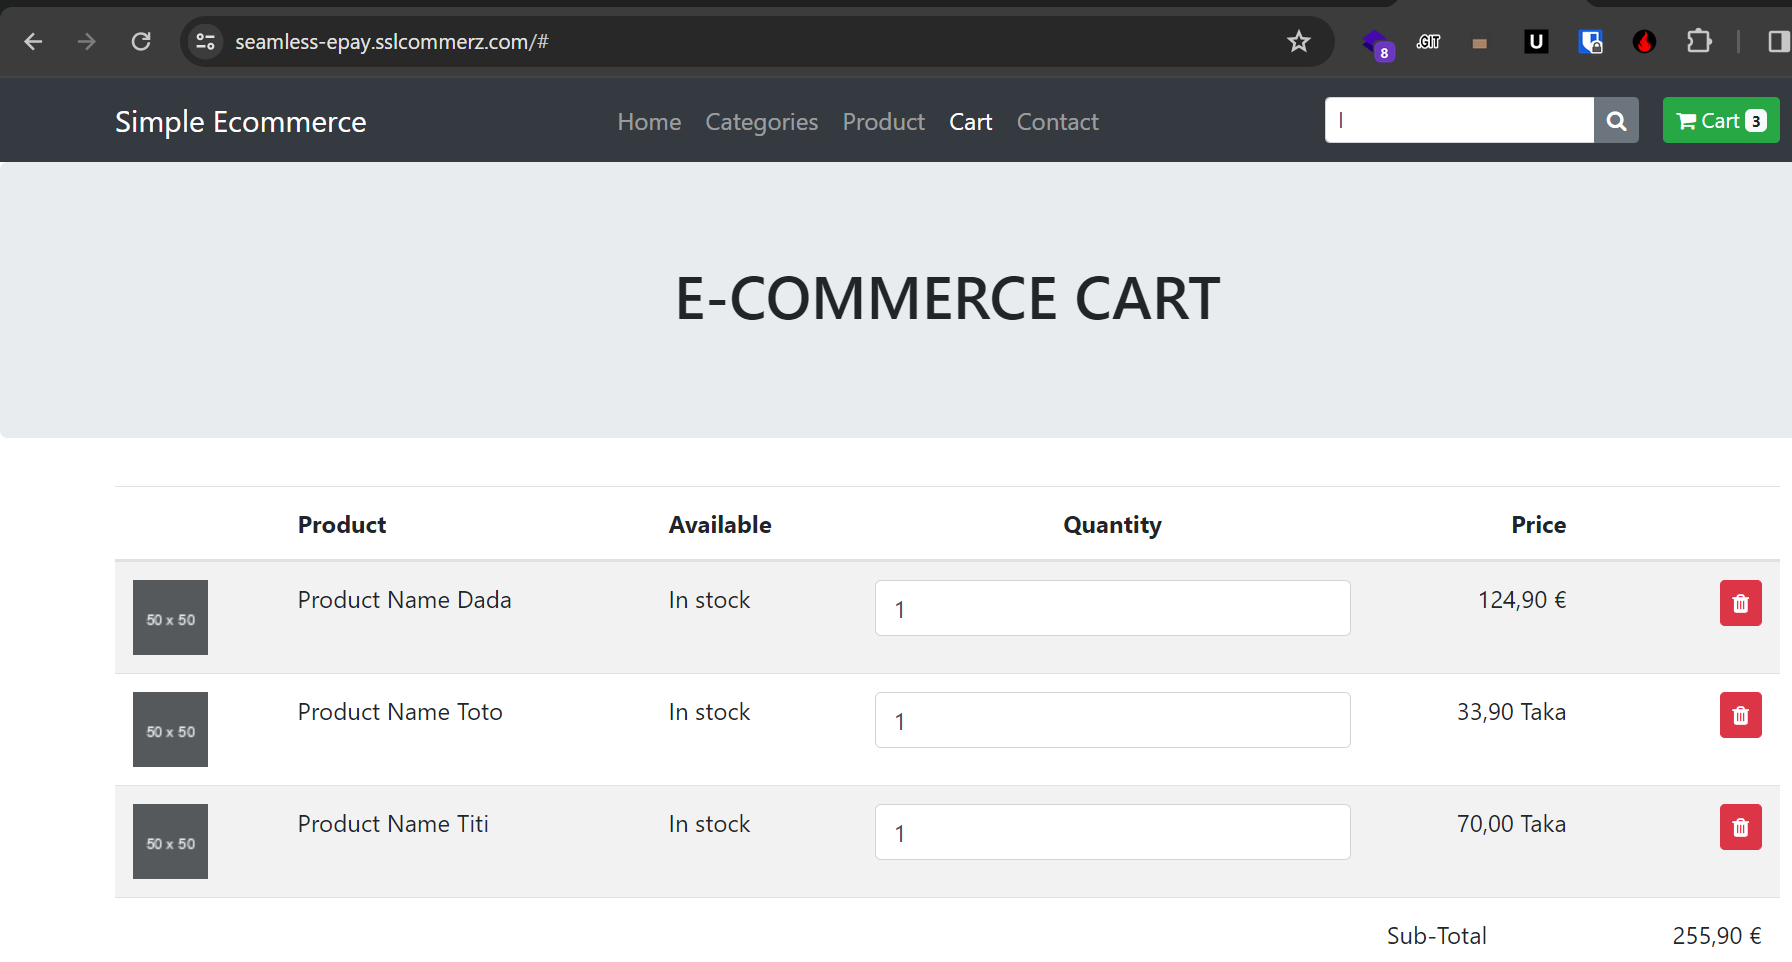 seamless-epay.sslcommerz.com/#
8
.GIT
U
Simple Ecommerce Home Categories Product Cart Contact Cart 3
E-COMMERCE CART
Product Available Quantity Price
50 x 50 Product Name Dada In stock 1 124,90 €
50 x 50 Product Name Toto In stock 1 33,90 Taka
50 x 50 Product Name Titi In stock 1 70,00 Taka
Sub-Total 255,90 €